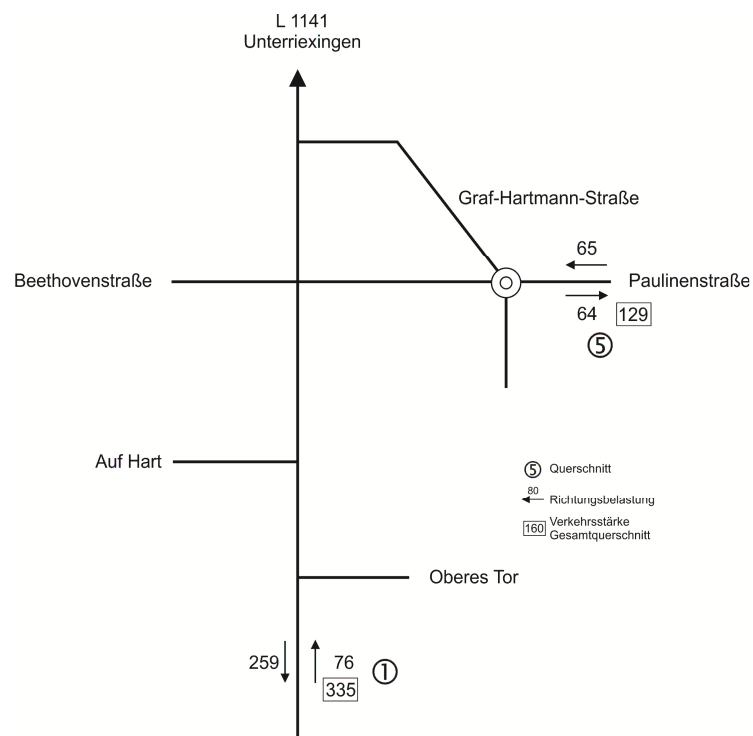 L 1141
Unterriexingen
Graf-Hartmann-Straße
65
Beethovenstraße
Paulinenstraße
64 129
5
Auf Hart
5 Querschnitt
80
Richtungsbelastung
160 Verkehrsstärke
Gesamtquerschnitt
Oberes Tor
259 76 1
335